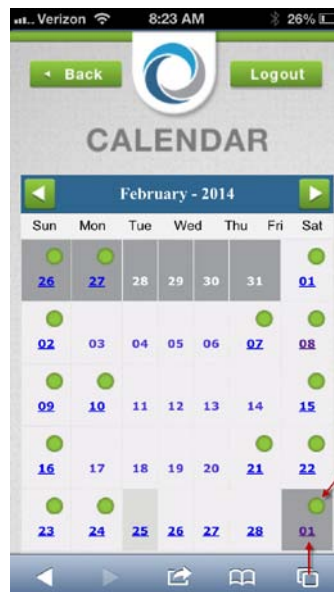 Verizon 8:23 AM 26%
Back Logout
CALENDAR
February - 2014
Sun Mon Tue Wed Thu Fri Sat
26 27 28 29 30 31 01
02 03 04 05 06 07 08
09 10 11 12 13 14 15
16 17 18 19 20 21 22
23 24 25 26 27 28 01